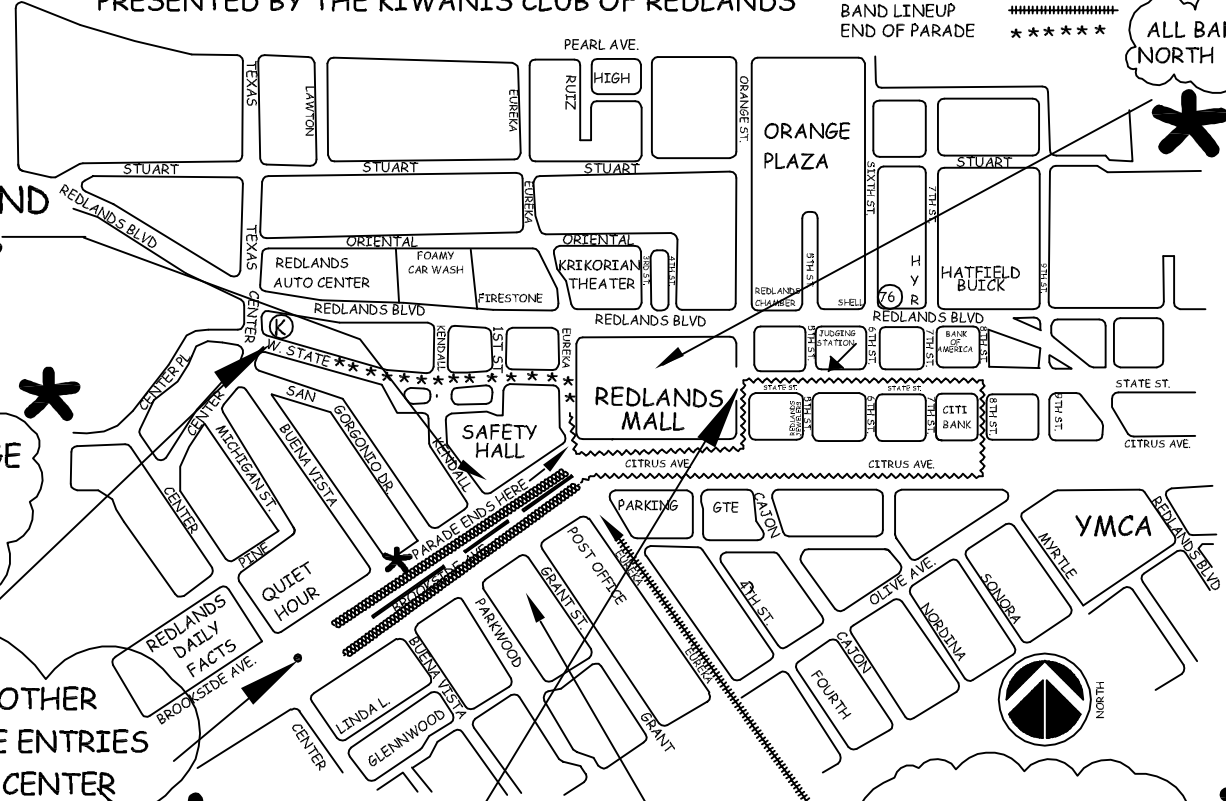 PRESENTED BY THE KIWANIS CLUB OF REDLANDS
BAND LINEUP
END OF PARADE
ALL BA
NORTH
PEARL AVE.
TEXAS
LAWTON
EUREKA
RUIZ
HIGH
ORANGE ST.
ORANGE
PLAZA
STUART
STUART
STUART
STUART
ND
REDLANDS BLVD
TEXAS
EUREKA
SIXTH ST.
7TH ST.
ORIENTAL
ORIENTAL
REDLANDS
AUTO CENTER
FOAMY
CAR WASH
FIRESTONE
KRIKORIAN
THEATER
3RD ST.
4TH ST.
5TH ST.
REDLANDS
CHAMBER
SHELL
76
H
Y
R
HATFIELD
BUICK
9TH ST.
CENTER
K
REDLANDS BLVD
REDLANDS BLVD
REDLANDS BLVD
W. STATE
KENDALL
1ST ST
EUREKA
5TH ST.
JUDGING
STATION
6TH ST.
7TH ST.
BANK
OF
AMERICA
8TH ST.
CENTER PL
CENTER
SAN
GORGONIO DR.
REDLANDS
MALL
STATE ST.
STATE ST.
STATE ST.
REDLANDS
JEWELERS
5TH ST.
6TH ST.
7TH ST.
CITI
BANK
8TH ST.
9TH ST.
MICHIGAN ST.
BUENA VISTA
KENDALL
SAFETY
HALL
CITRUS AVE
CITRUS AVE.
CITRUS AVE.
GE
CENTER
PINE
PARADE ENDS HERE
BROOKSIDE AVE.
PARKING
GTE
CAJON
YMCA
REDLANDS BLVD
QUIET
HOUR
POST OFFICE
EUREKA
GRANT ST.
4TH ST.
OLIVE AVE.
MYRTLE
SONORA
NORDINA
REDLANDS
DAILY
FACTS
BROOKSIDE AVE.
PARKWOOD
BUENA VISTA
EUREKA
CAJON
FOURTH
OTHER
E ENTRIES
CENTER
LINDA L.
GLENNWOOD
CENTER
GRANT
NORTH